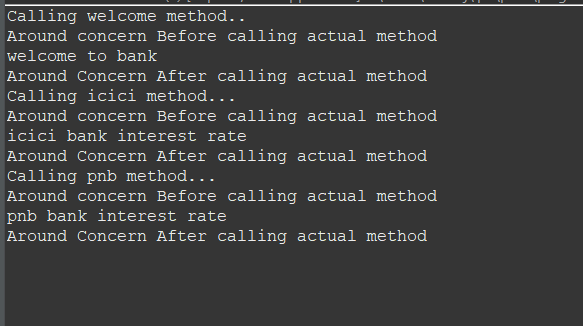 Calling welcome method..
Around concern Before calling actual method
welcome to bank
Around Concern After calling actual method
Calling icici method...
Around concern Before calling actual method
icici bank interest rate
Around Concern After calling actual method
Calling pnb method...
Around concern Before calling actual method
pnb bank interest rate
Around Concern After calling actual method